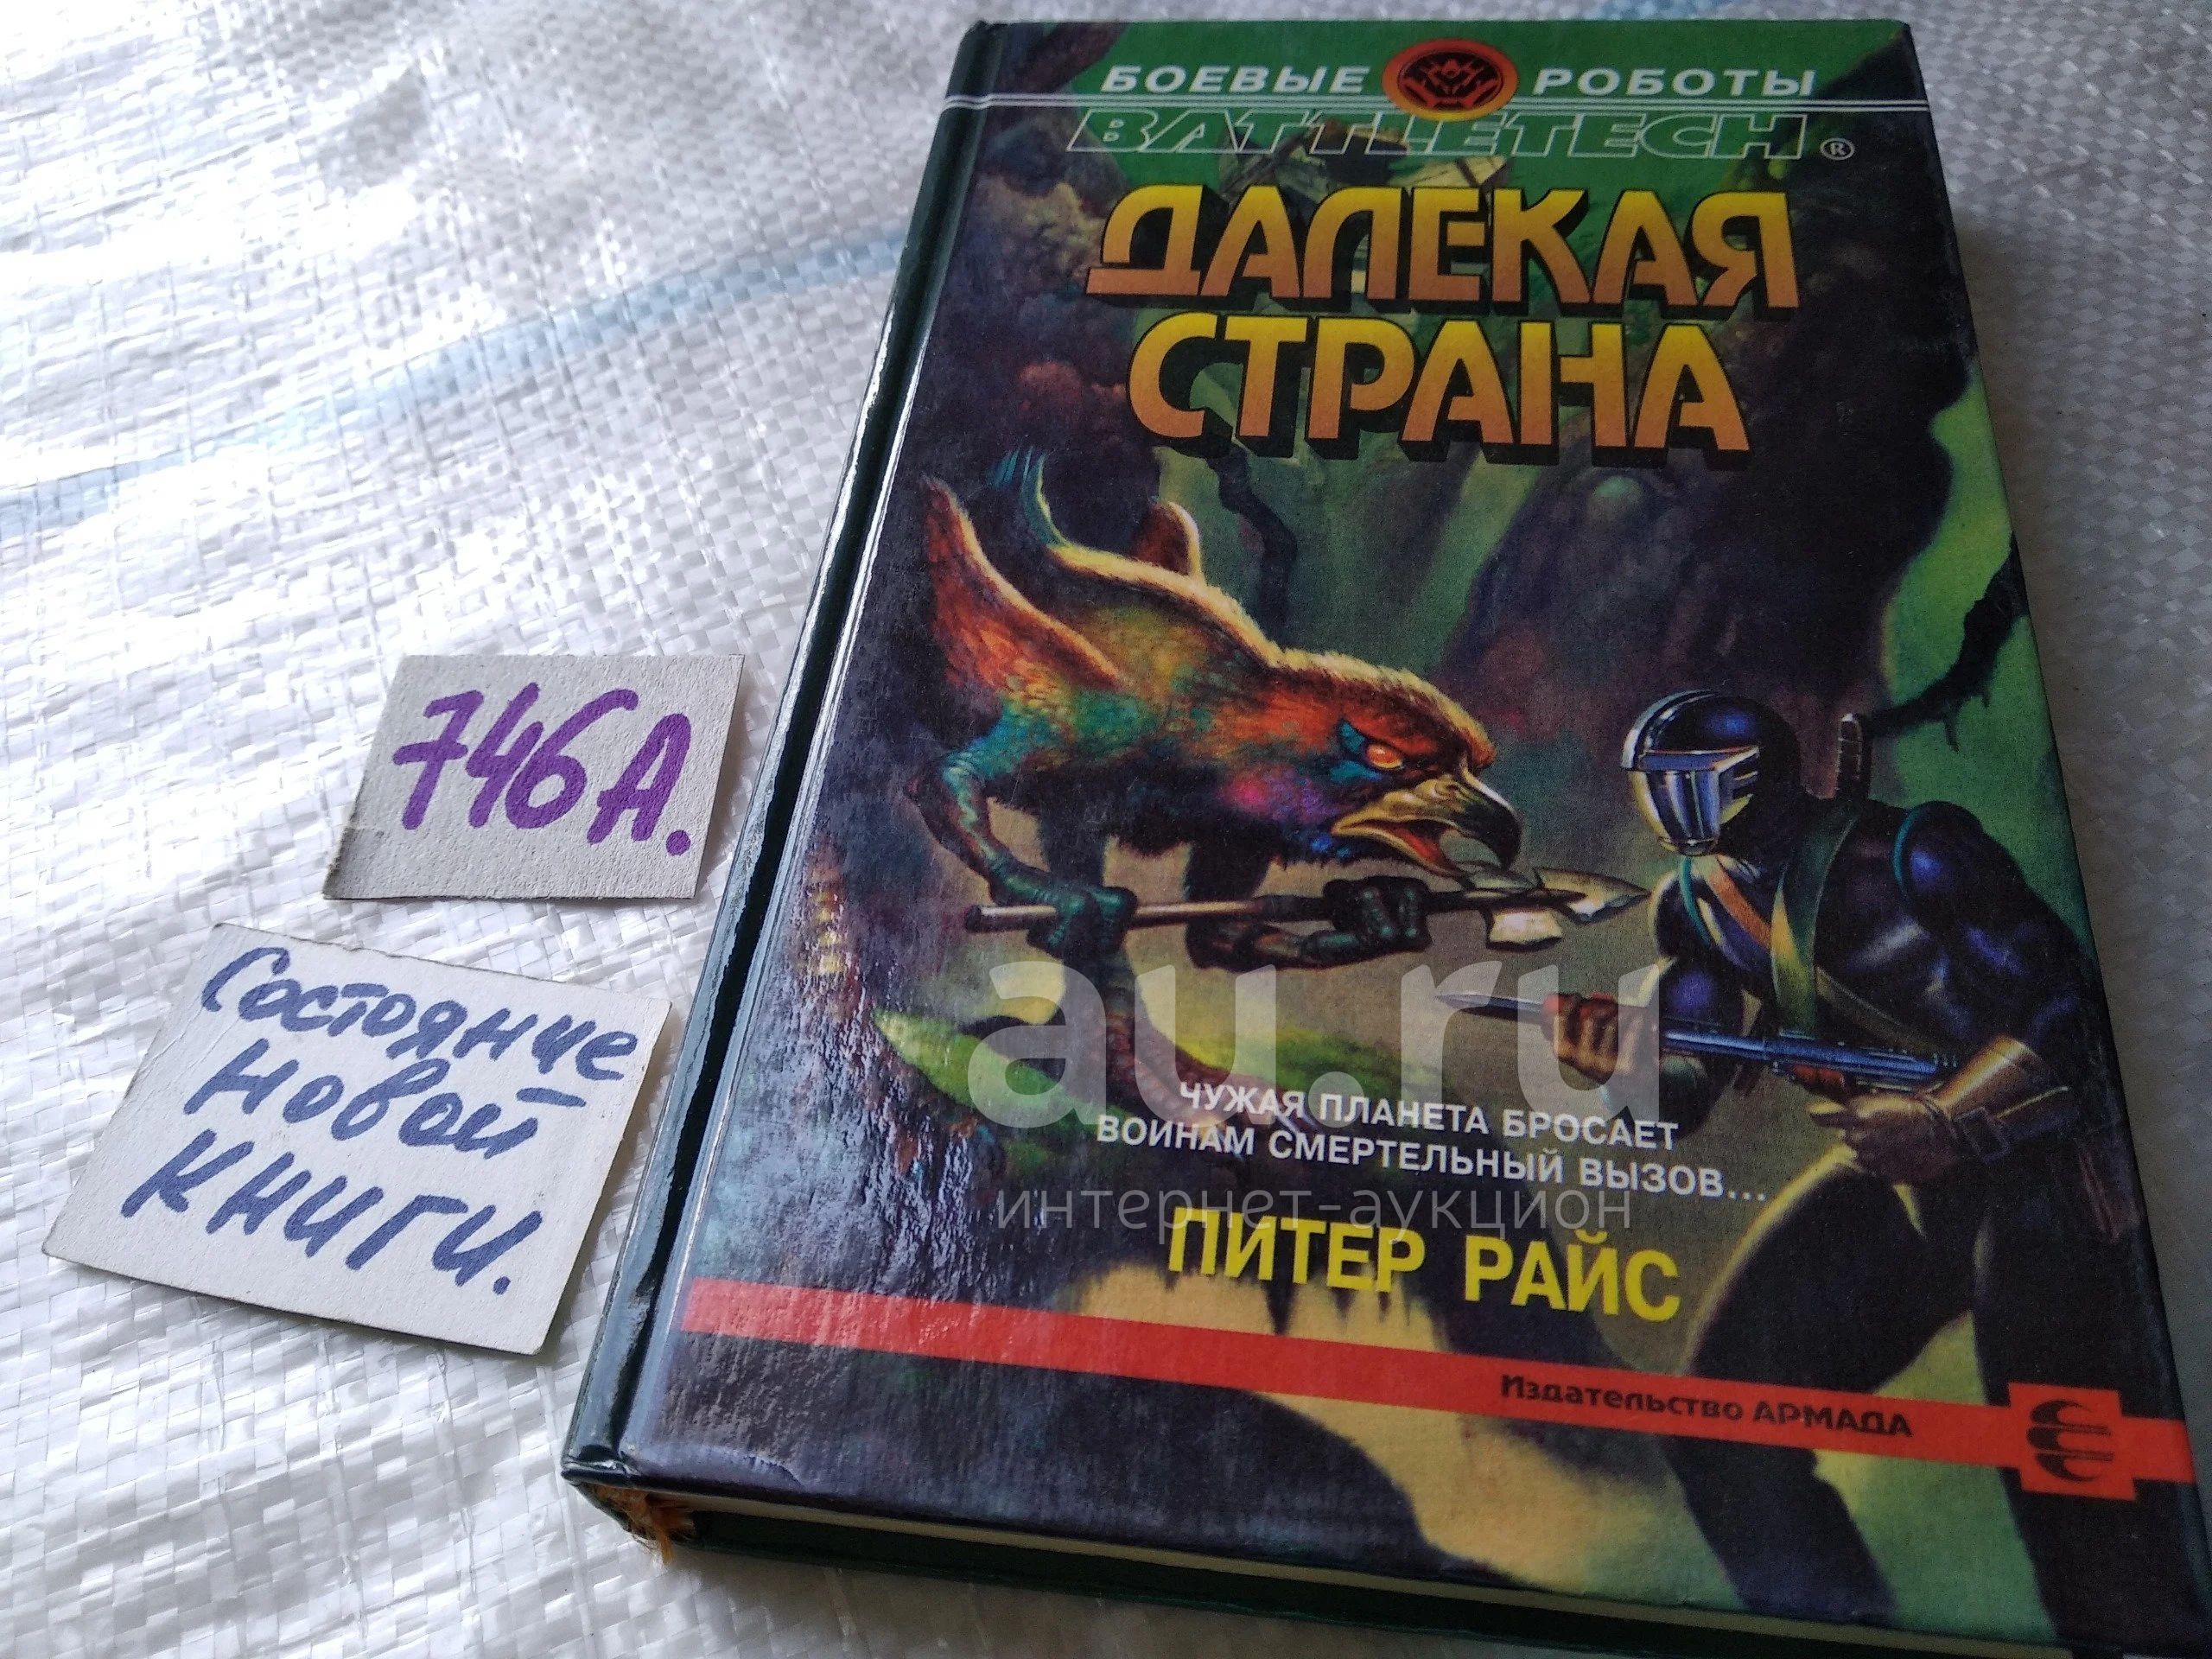 БОЕВЫЕ РОБОТЫ
BATTLETECH ®
ДАЛЕКАЯ
СТРАНА
746А.
Состояние
новой
книги.
au.ru
интернет-аукцион
ЧУЖАЯ ПЛАНЕТА БРОСАЕТ
ВОИНАМ СМЕРТЕЛЬНЫЙ ВЫЗОВ...
ПИТЕР РАЙС
Издательство АРМАДА